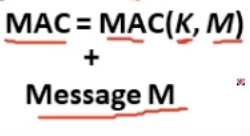 MAC = MAC(K, M)
+
Message M